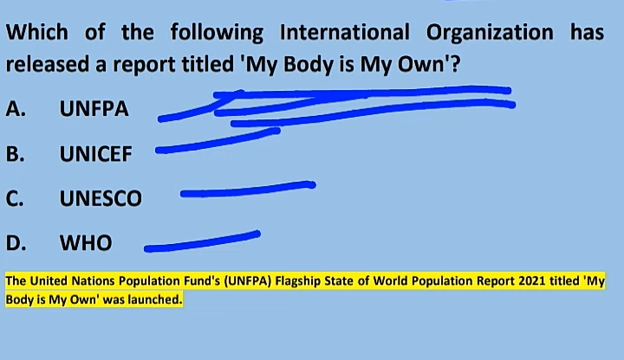 Which of the following International Organization has
released a report titled 'My Body is My Own'?
A. UNFPA
B. UNICEF
C. UNESCO
D. WHO
The United Nations Population Fund's (UNFPA) Flagship State of World Population Report 2021 titled 'My
Body is My Own' was launched.